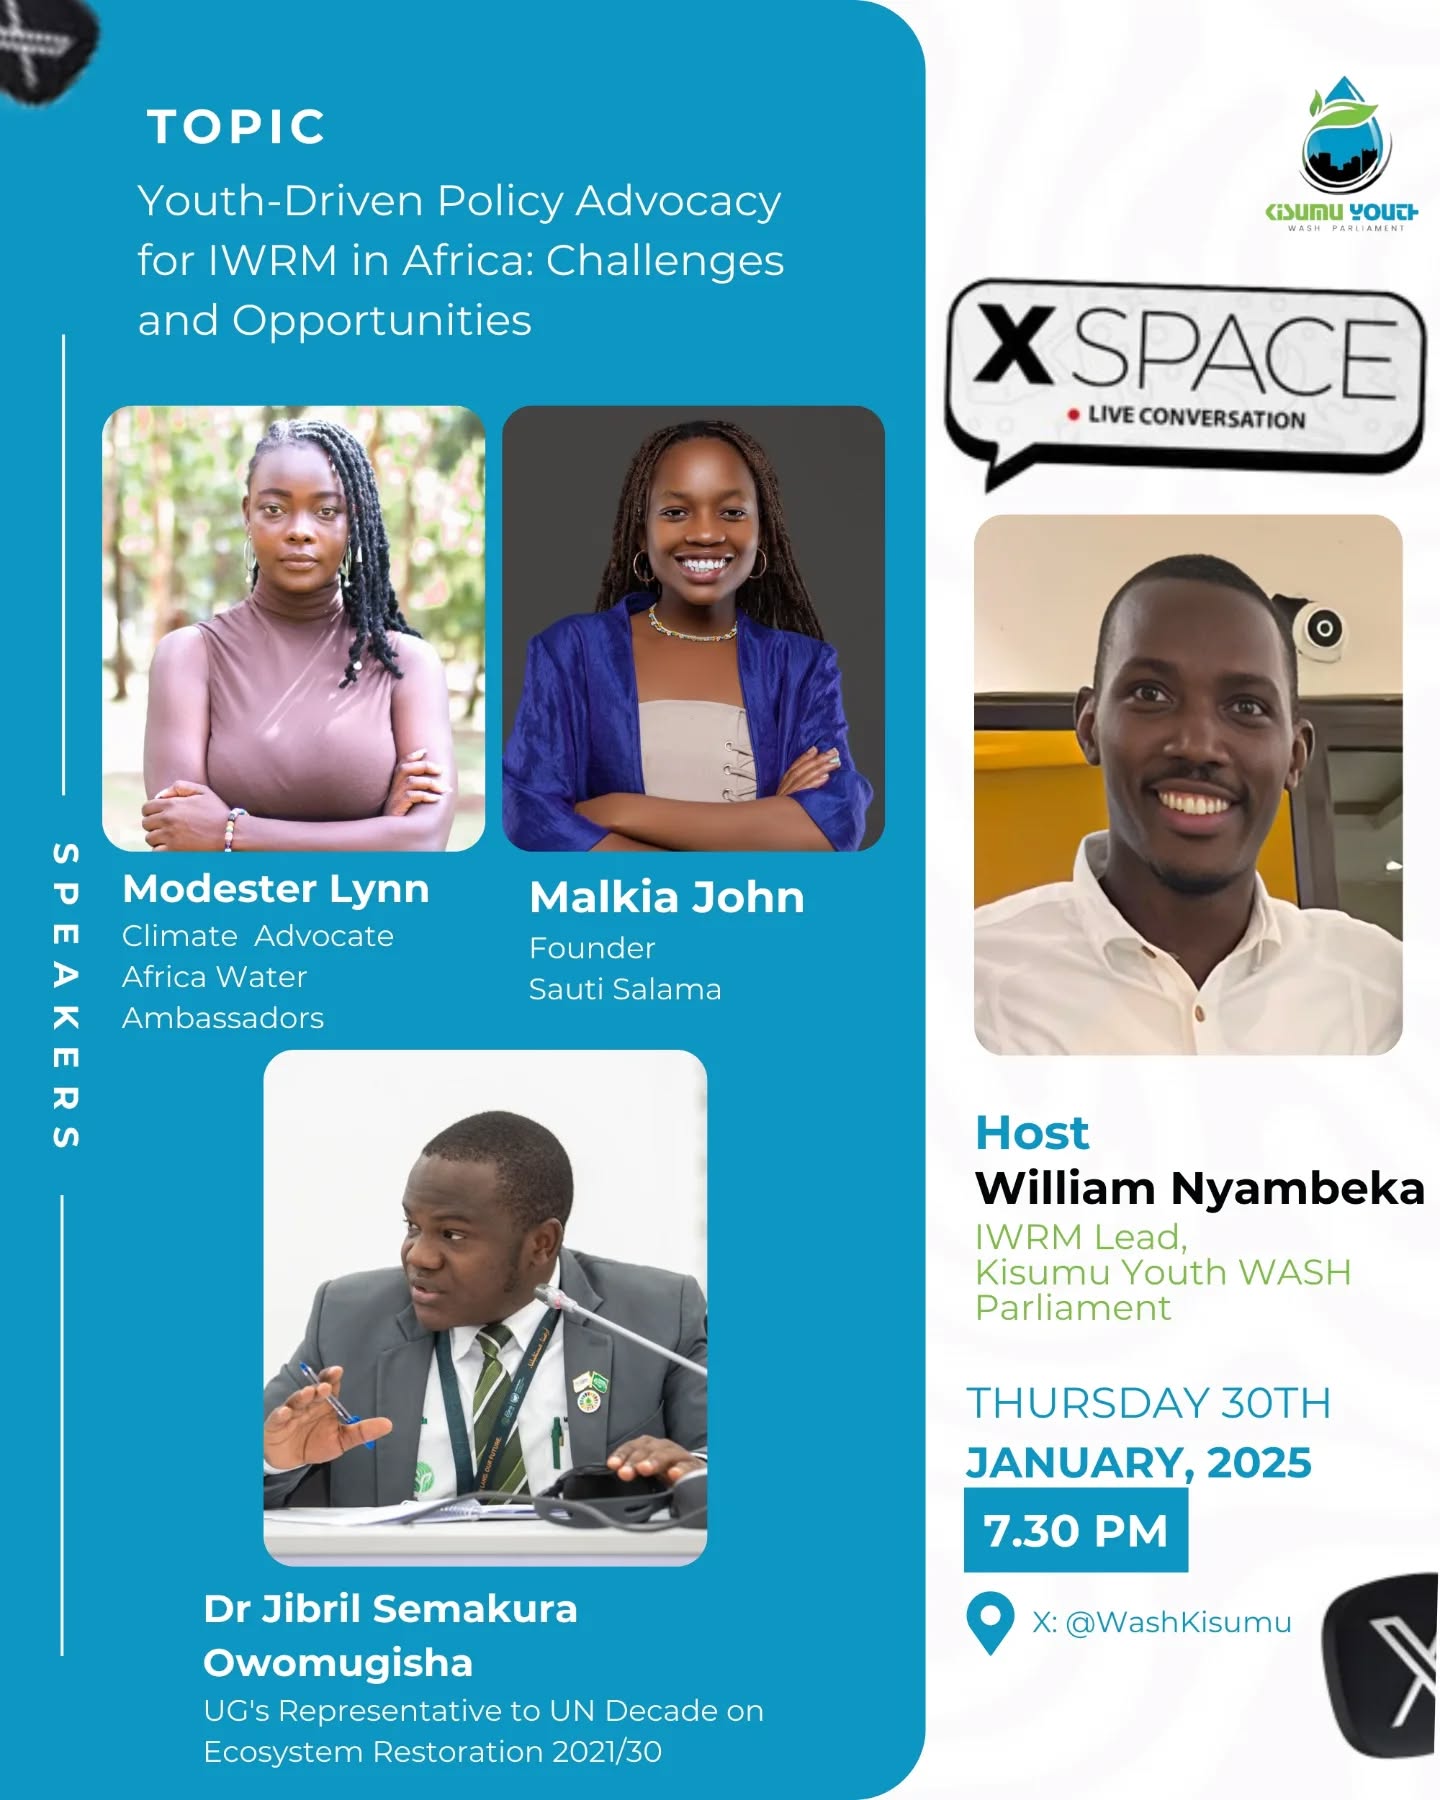 TOPIC
Youth-Driven Policy Advocacy
for IWRM in Africa: Challenges
and Opportunities
SPEAKERS
Modester Lynn
Climate Advocate
Africa Water
Ambassadors
Malkia John
Founder
Sauti Salama
Dr Jibril Semakura
Owomugisha
UG's Representative to UN Decade on
Ecosystem Restoration 2021/30
KISUMU YOUTH
WASH PARLIAMENT
X SPACE
LIVE CONVERSATION
Host
William Nyambeka
IWRM Lead,
Kisumu Youth WASH
Parliament
THURSDAY 30TH
JANUARY, 2025
7.30 PM
X: @WashKisumu